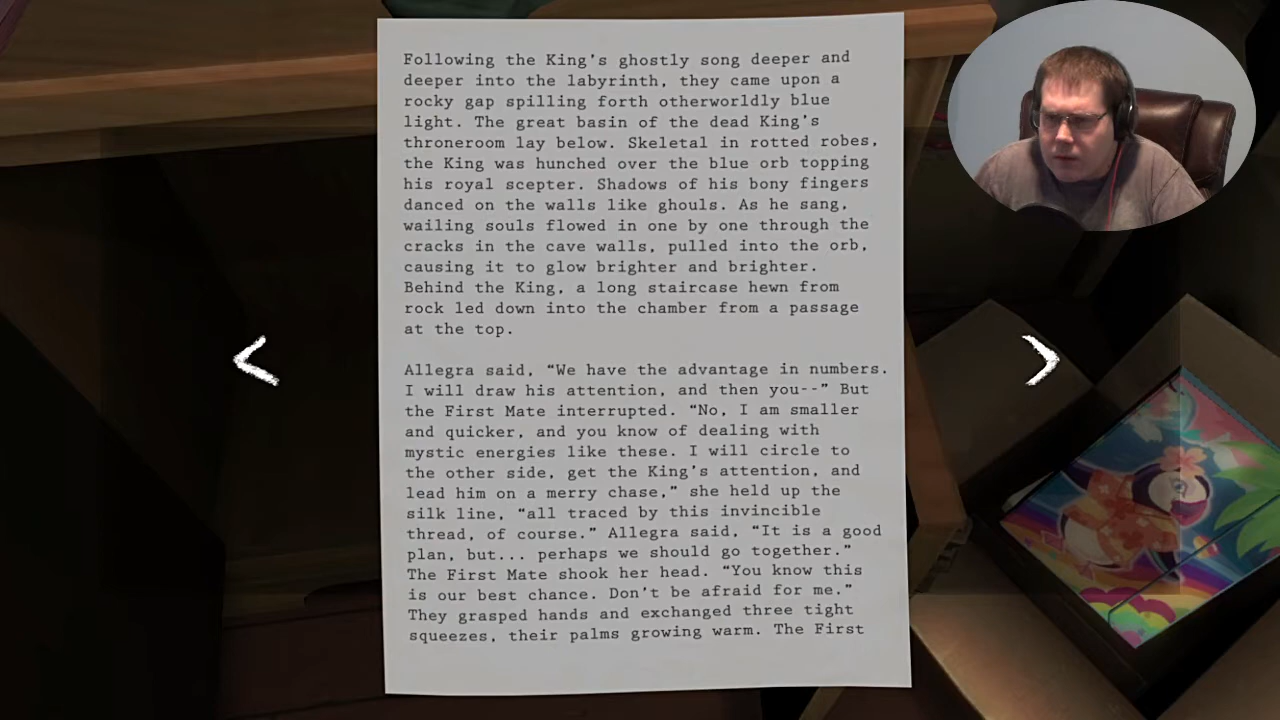 Following the King's ghostly song deeper and
deeper into the labyrinth, they came upon a
rocky gap spilling forth otherworldly blue
light. The great basin of the dead King's
throneroom lay below. Skeletal in rotted robes,
the King was hunched over the blue orb topping
his royal scepter. Shadows of his bony fingers
danced on the walls like ghouls. As he sang,
wailing souls flowed in one by one through the
cracks in the cave walls, pulled into the orb,
causing it to glow brighter and brighter.
Behind the King, a long staircase hewn from
rock led down into the chamber from a passage
at the top.
Allegra said, “We have the advantage in numbers.
I will draw his attention, and then you--” But
the First Mate interrupted. “No, I am smaller
and quicker, and you know of dealing with
mystic energies like these. I will circle to
the other side, get the King's attention, and
lead him on a merry chase,” she held up the
silk line, “all traced by this invincible
thread, of course.” Allegra said, “It is a good
plan, but... perhaps we should go together.”
The First Mate shook her head. “You know this
is our best chance. Don't be afraid for me.”
They grasped hands and exchanged three tight
squeezes, their palms growing warm. The First